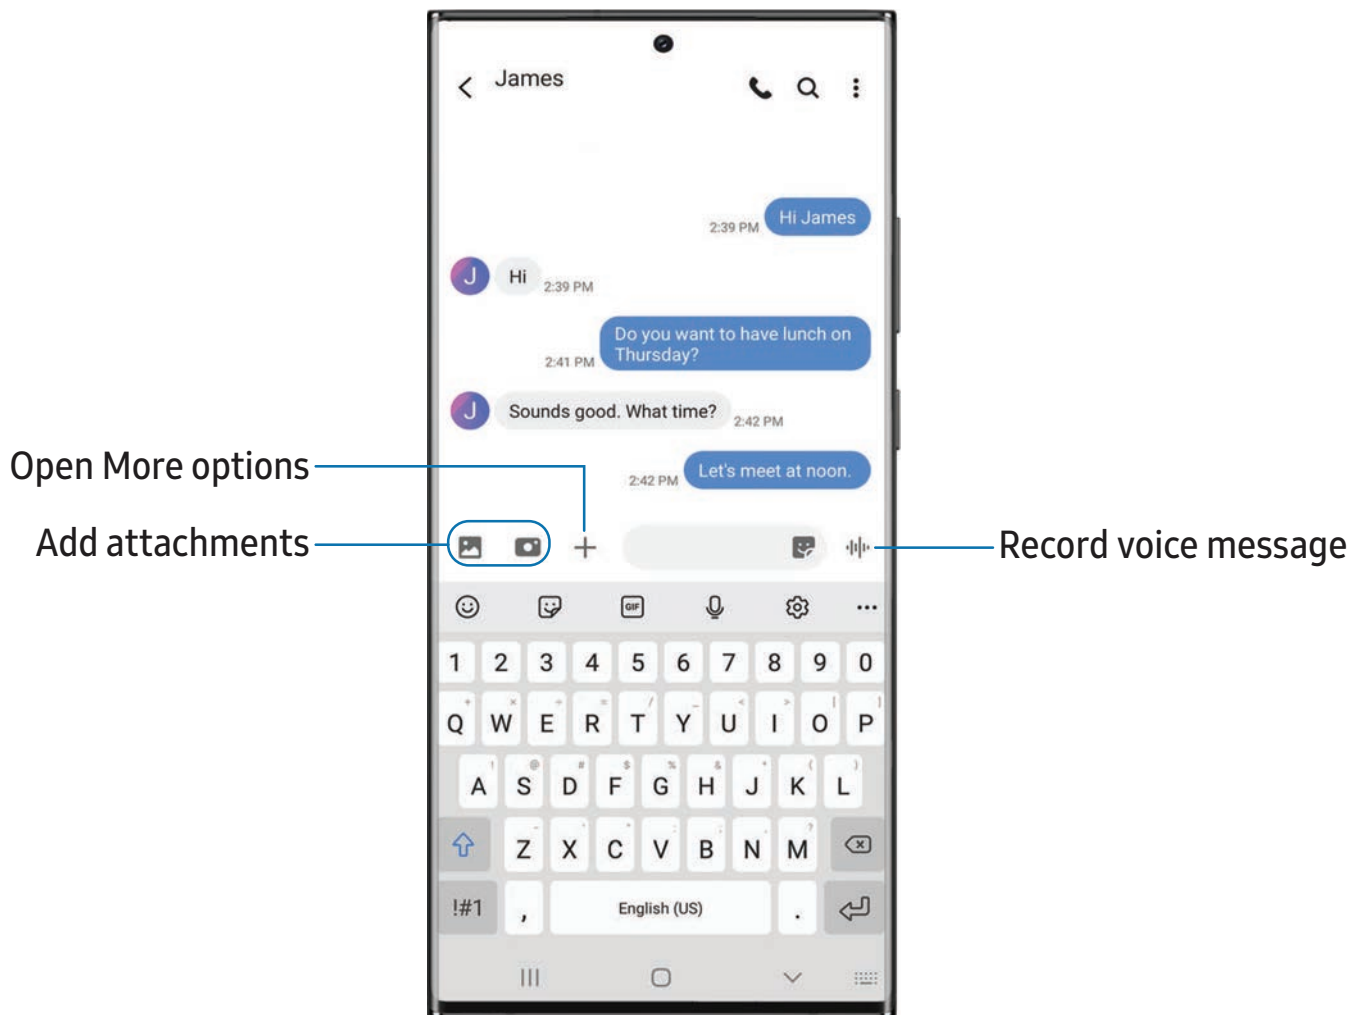 James
Hi James
2:39 PM
J
Hi
2:39 PM
Do you want to have lunch on
Thursday?
2:41 PM
J
Sounds good. What time?
2:42 PM
Open More options
Let's meet at noon.
2:42 PM
Add attachments
Record voice message
GIF
1 2 3 4 5 6 7 8 9 0
Q W E R T Y U I O P
A S D F G H J K L
Z X C V B N M
!#1 , English (US) .